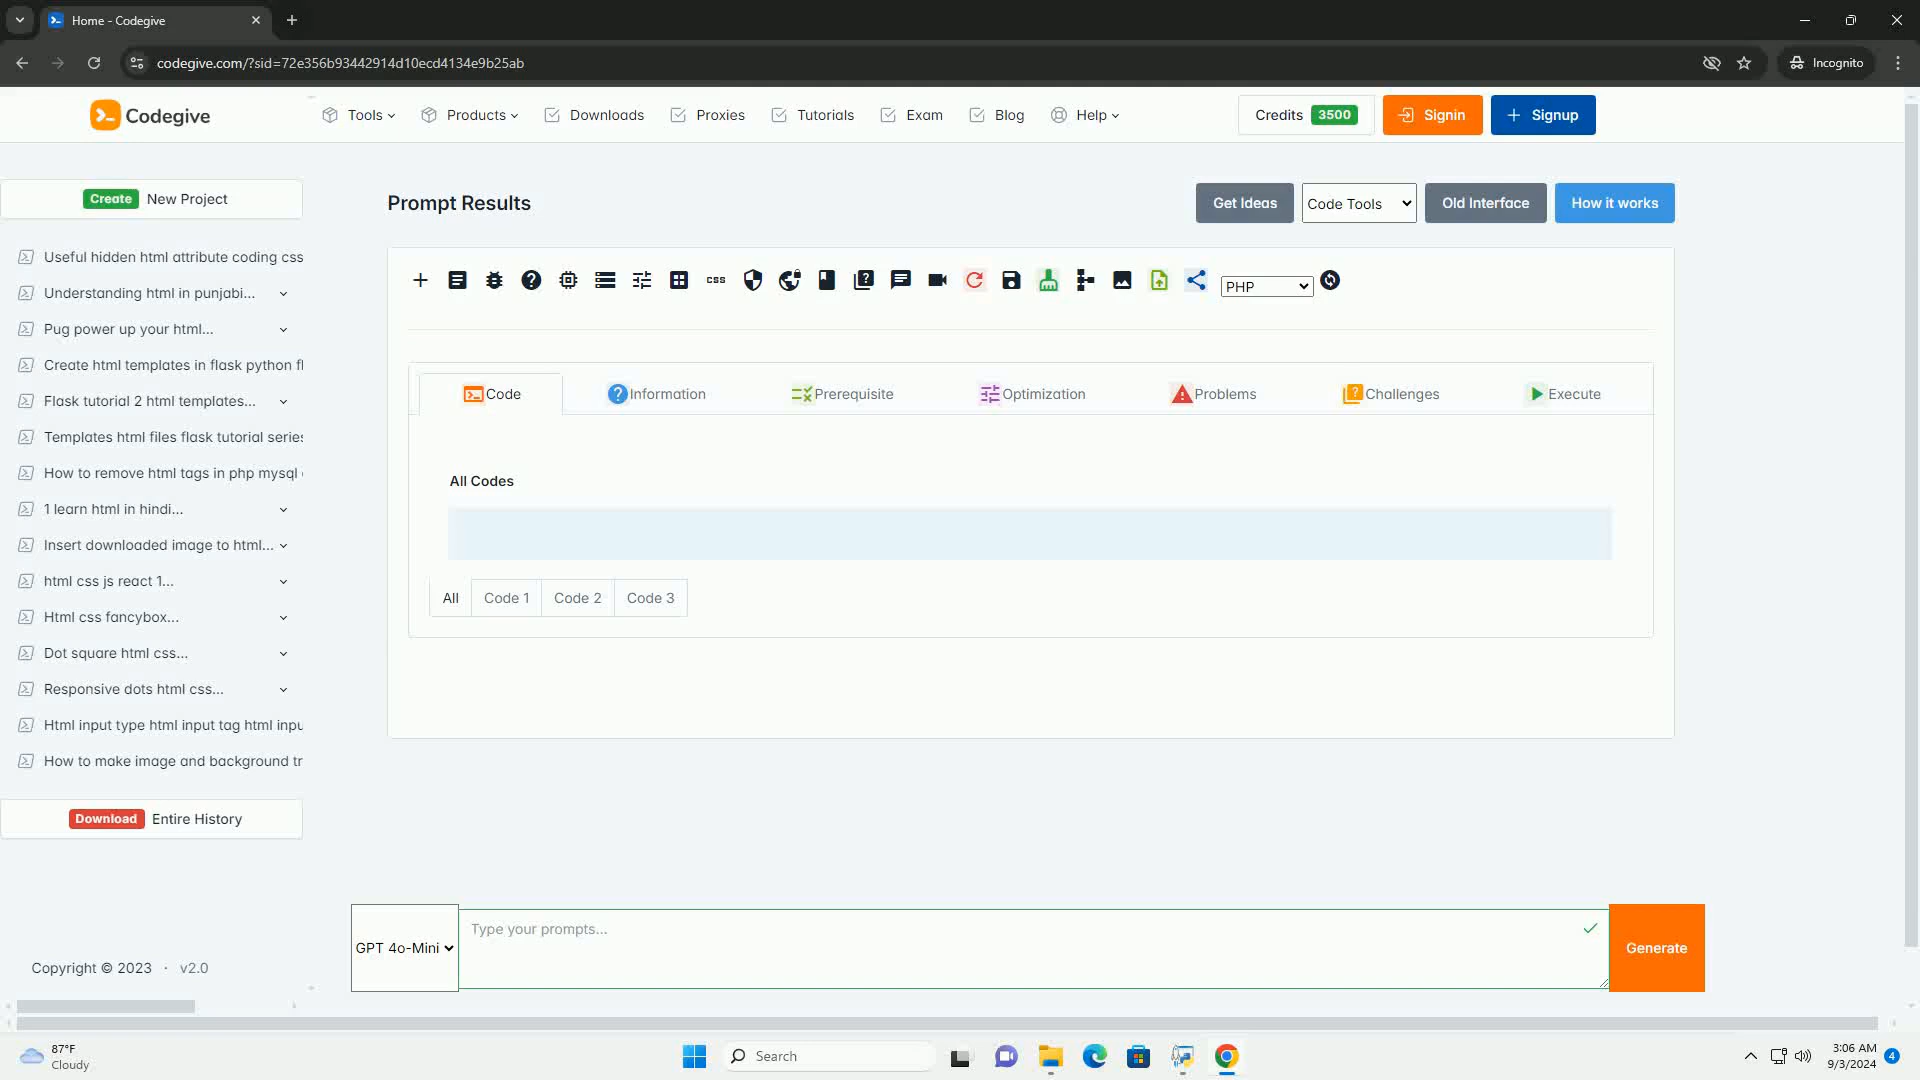 Home - Codegive
codegive.com/?sid=72e356b93442914d10ecd4134e9b25ab
Incognito
Codegive
Tools
Products
Downloads
Proxies
Tutorials
Exam
Blog
Help
Credits 3500
Signin
Signup
Create New Project
Useful hidden html attribute coding css
Understanding html in punjabi...
Pug power up your html...
Create html templates in flask python fl
Flask tutorial 2 html templates...
Templates html files flask tutorial series
How to remove html tags in php mysql
1 learn html in hindi...
Insert downloaded image to html...
html css js react 1...
Html css fancybox...
Dot square html css...
Responsive dots html css...
Html input type html input tag html inpu
How to make image and background tr
Download Entire History
Copyright © 2023 · v2.0
Prompt Results
Get Ideas
Code Tools
Old Interface
How it works
css
PHP
Code
Information
Prerequisite
Optimization
Problems
Challenges
Execute
All Codes
All
Code 1
Code 2
Code 3
GPT 4o-Mini
Type your prompts...
Generate
87°F
Cloudy
Search
3:06 AM
9/3/2024
4